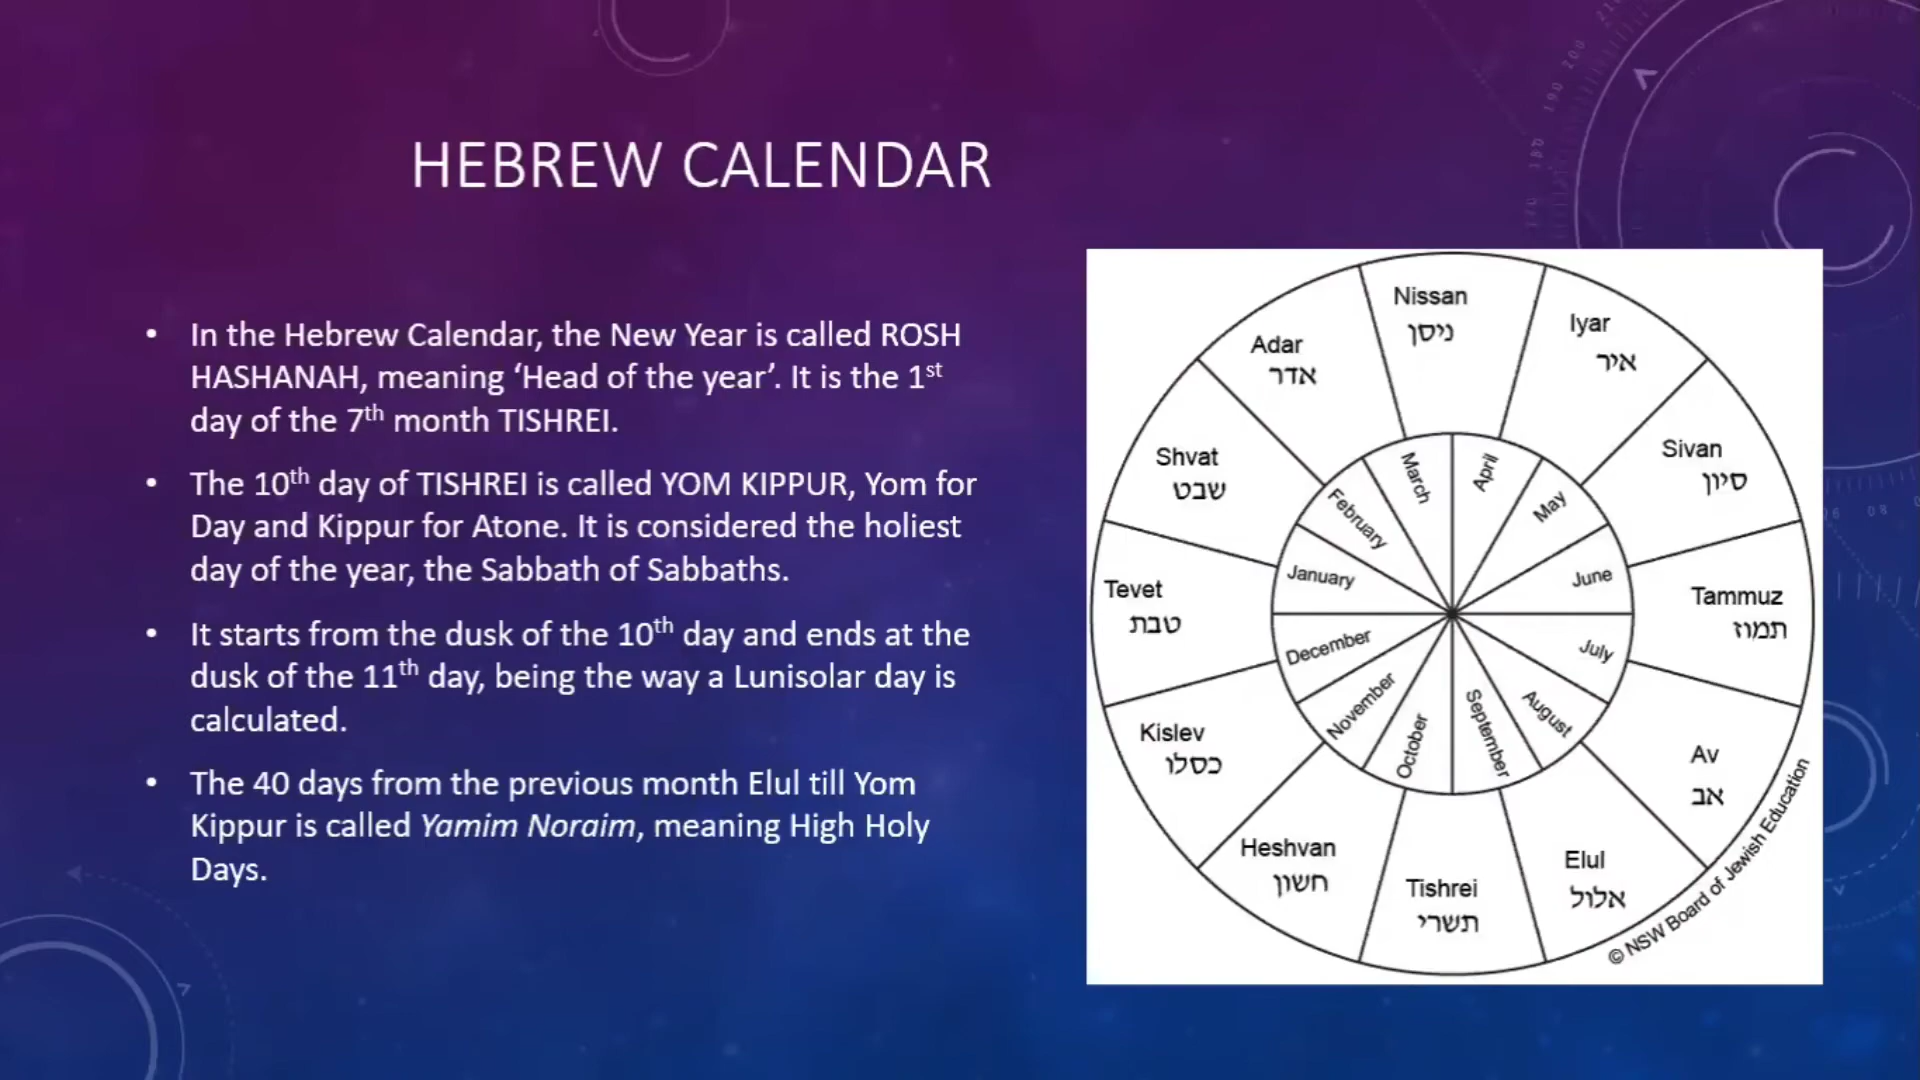 HEBREW CALENDAR
• In the Hebrew Calendar, the New Year is called ROSH
HASHANAH, meaning ‘Head of the year’. It is the 1st
day of the 7th month TISHREI.
• The 10th day of TISHREI is called YOM KIPPUR, Yom for
Day and Kippur for Atone. It is considered the holiest
day of the year, the Sabbath of Sabbaths.
• It starts from the dusk of the 10th day and ends at the
dusk of the 11th day, being the way a Lunisolar day is
calculated.
• The 40 days from the previous month Elul till Yom
Kippur is called Yamim Noraim, meaning High Holy
Days.
Nissan
ניסן
Iyar
איר
Sivan
סיון
Tammuz
תמוז
Av
אב
Elul
אלול
Tishrei
תשרי
Heshvan
חשון
Kislev
כסלו
Tevet
טבת
Shvat
שבט
Adar
אדר
January
February
March
April
May
June
July
August
September
October
November
December
© NSW Board of Jewish Education
210
200
190
180